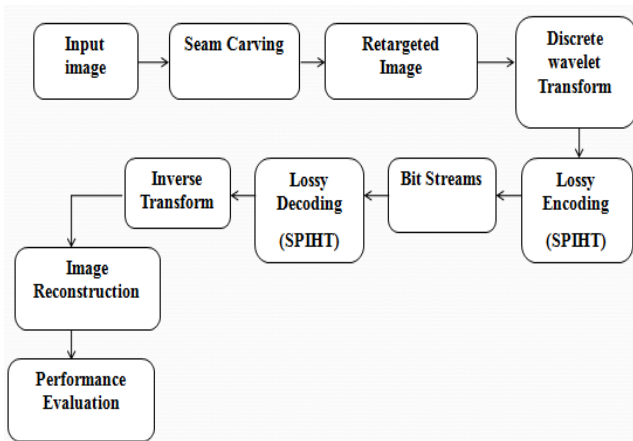 Input
image
Seam Carving
Retargeted
Image
Discrete
wavelet
Transform
Lossy
Encoding
(SPIHT)
Bit Streams
Lossy
Decoding
(SPIHT)
Inverse
Transform
Image
Reconstruction
Performance
Evaluation